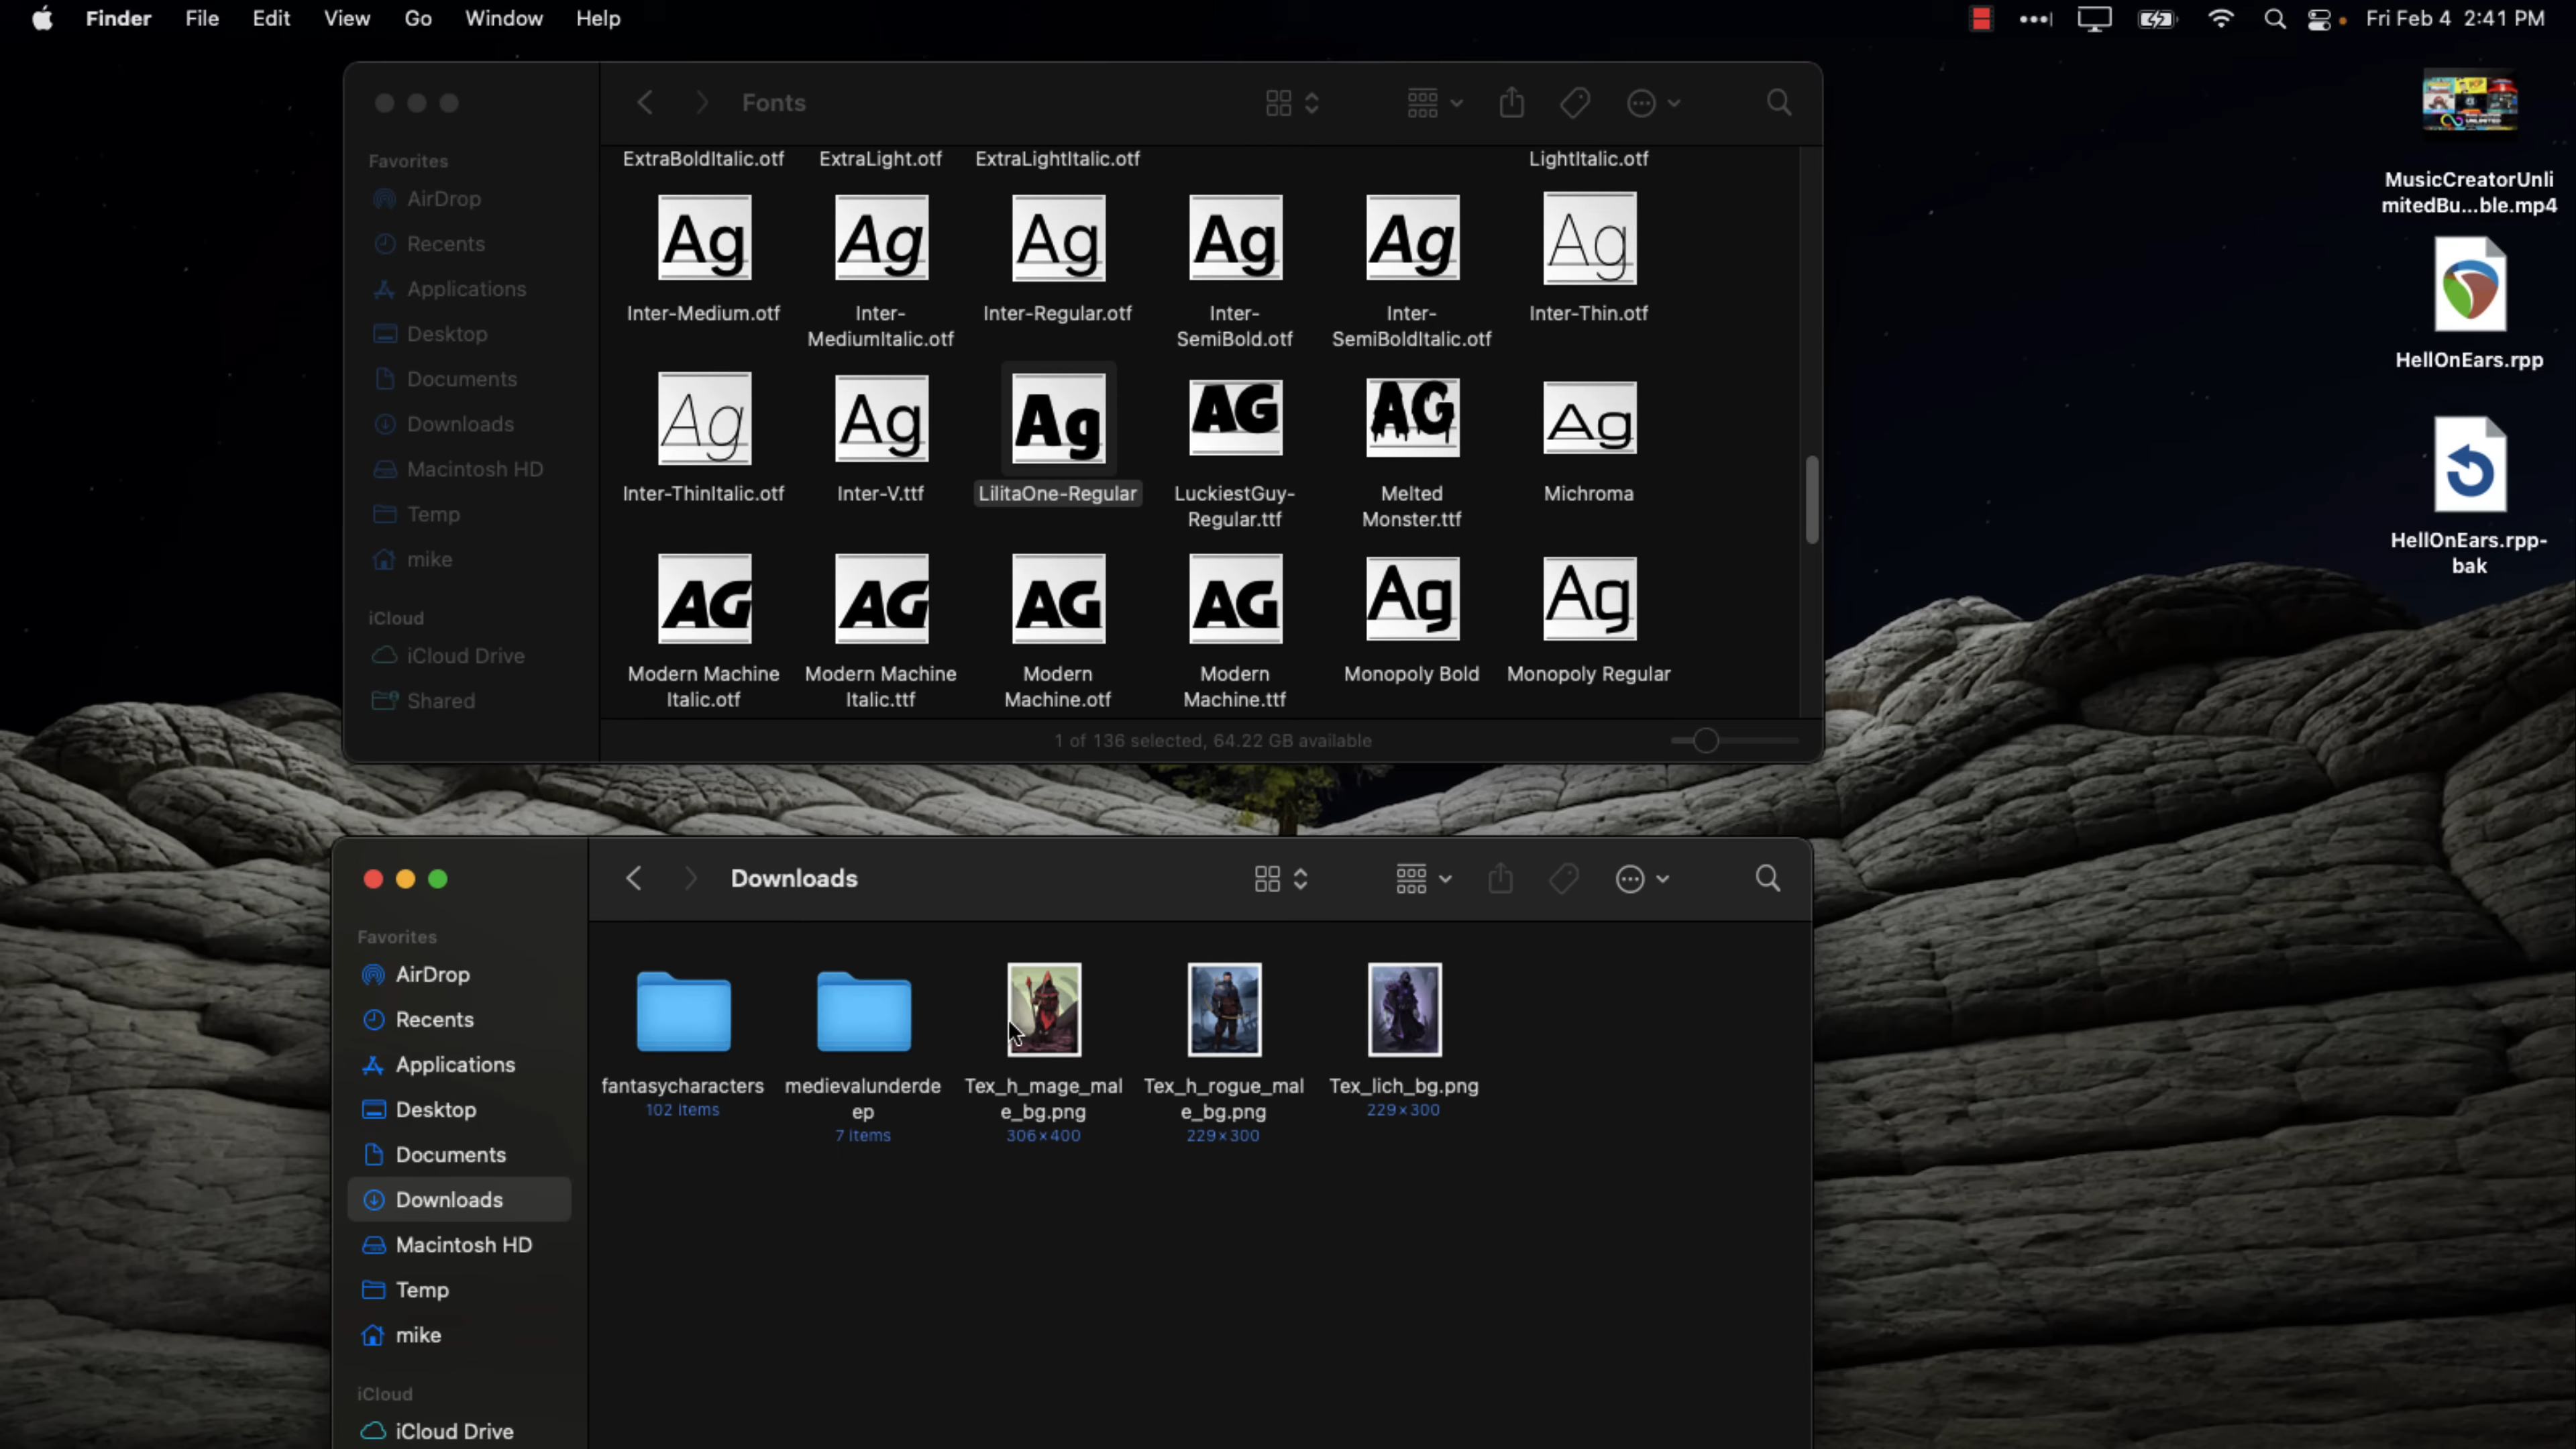 Finder File Edit View Go Window Help
Fri Feb 4 2:41 PM
Fonts
Favorites
AirDrop
Recents
Applications
Desktop
Documents
Downloads
Macintosh HD
Temp
mike
iCloud
iCloud Drive
Shared
ExtraBoldItalic.otf ExtraLight.otf ExtraLightItalic.otf LightItalic.otf
Ag Ag Ag Ag Ag Ag
Inter-Medium.otf Inter- Inter-Regular.otf Inter- Inter- Inter-Thin.otf
MediumItalic.otf SemiBold.otf SemiBoldItalic.otf
Ag Ag Ag AG AG Ag
Inter-ThinItalic.otf Inter-V.ttf LilitaOne-Regular LuckiestGuy- Melted Michroma
Regular.ttf Monster.ttf
AG AG AG AG Ag Ag
Modern Machine Modern Machine Modern Modern Monopoly Bold Monopoly Regular
Italic.otf Italic.ttf Machine.otf Machine.ttf
1 of 136 selected, 64.22 GB available
MusicCreatorUnli
mitedBu...ble.mp4
HellOnEars.rpp
HellOnEars.rpp-
bak
Downloads
Favorites
AirDrop
Recents
Applications
Desktop
Documents
Downloads
Macintosh HD
Temp
mike
iCloud
iCloud Drive
fantasycharacters medievalunderde Tex_h_mage_mal Tex_h_rogue_mal Tex_lich_bg.png
102 items ep e_bg.png e_bg.png 229×300
7 items 306×400 229×300